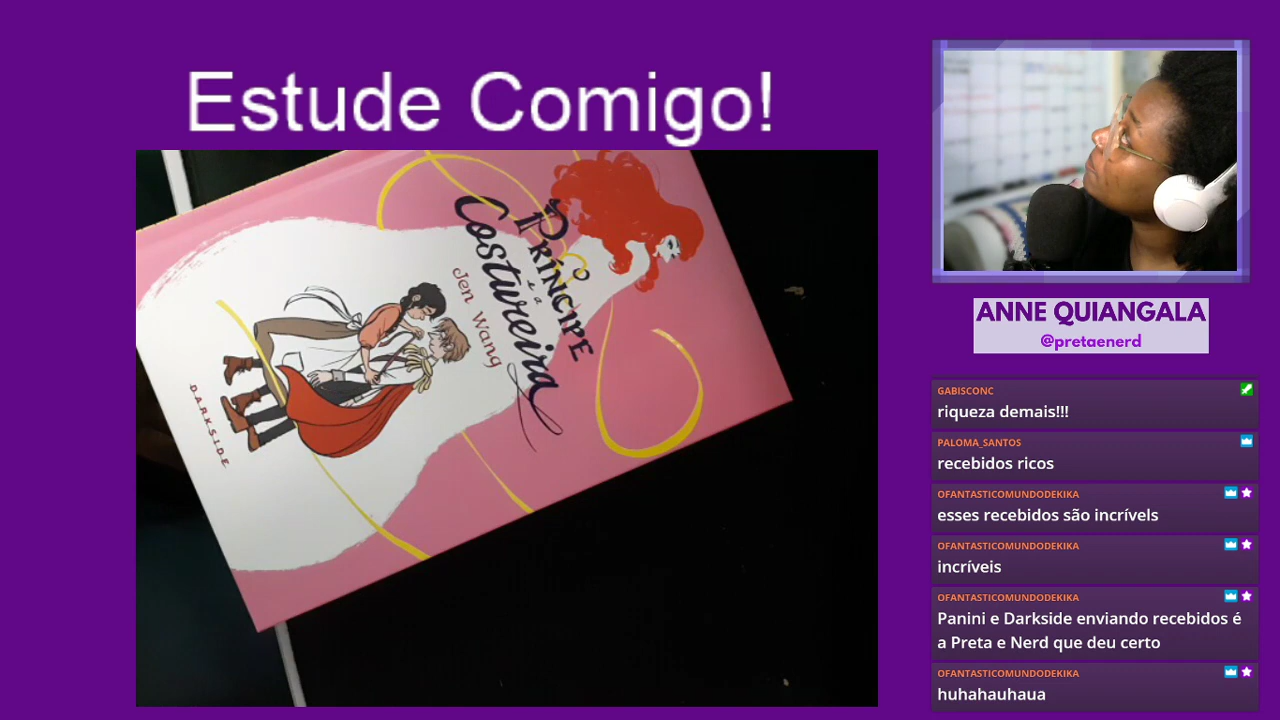 Estude Comigo!
O PRÍNCIPE
e a
Costureira
Jen Wang
DARKSIDE
ANNE QUIANGALA
@pretaenerd
GABISCONC
riqueza demais!!!
PALOMA_SANTOS
recebidos ricos
OFANTASTICOMUNDODEKIKA
esses recebidos são incrívels
OFANTASTICOMUNDODEKIKA
incríveis
OFANTASTICOMUNDODEKIKA
Panini e Darkside enviando recebidos é
a Preta e Nerd que deu certo
OFANTASTICOMUNDODEKIKA
huhahauhaua